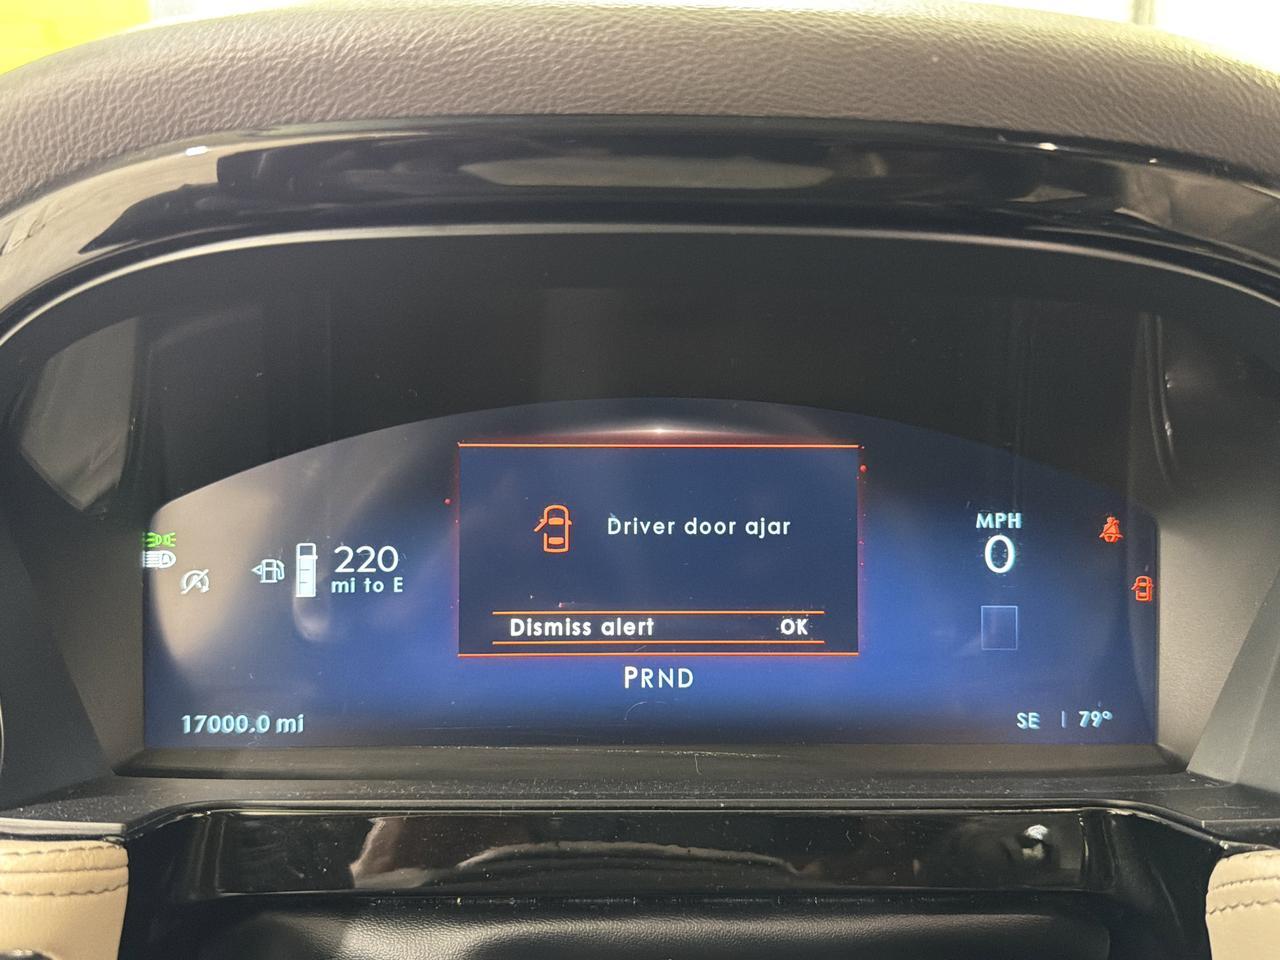 220
mi to E
Driver door ajar
Dismiss alert OK
PRND
MPH
0
17000.0 mi
SE | 79°